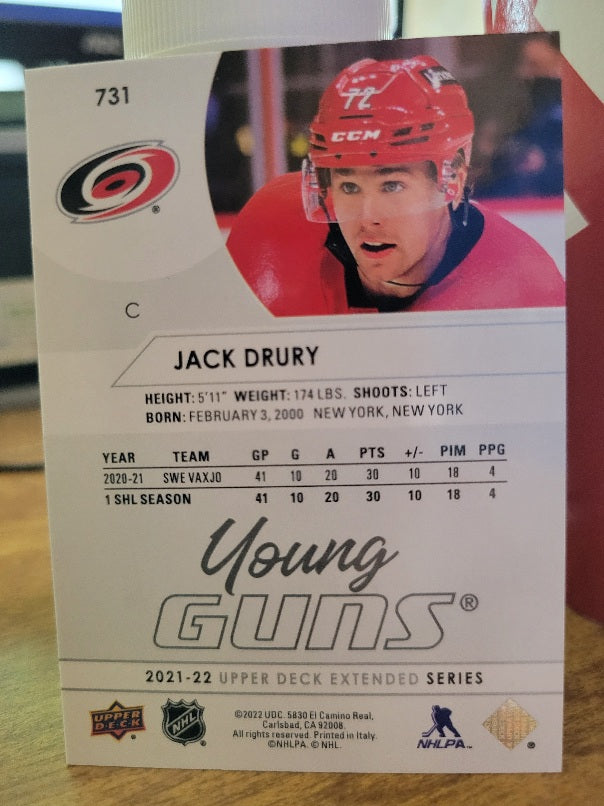 731
72
CCM
C
JACK DRURY
HEIGHT: 5'11" WEIGHT: 174 LBS. SHOOTS: LEFT
BORN: FEBRUARY 3, 2000 NEW YORK, NEW YORK
YEAR TEAM GP G A PTS +/- PIM PPG
2020-21 SWE VAXJO 41 10 20 30 10 18 4
1 SHL SEASON 41 10 20 30 10 18 4
Young
GUNS®
2021-22 UPPER DECK EXTENDED SERIES
UPPER DECK
NHL
©2022 UDC. 5830 El Camino Real,
Carlsbad, CA 92008.
All rights reserved. Printed in Italy.
©NHLPA. © NHL.
NHLPA™